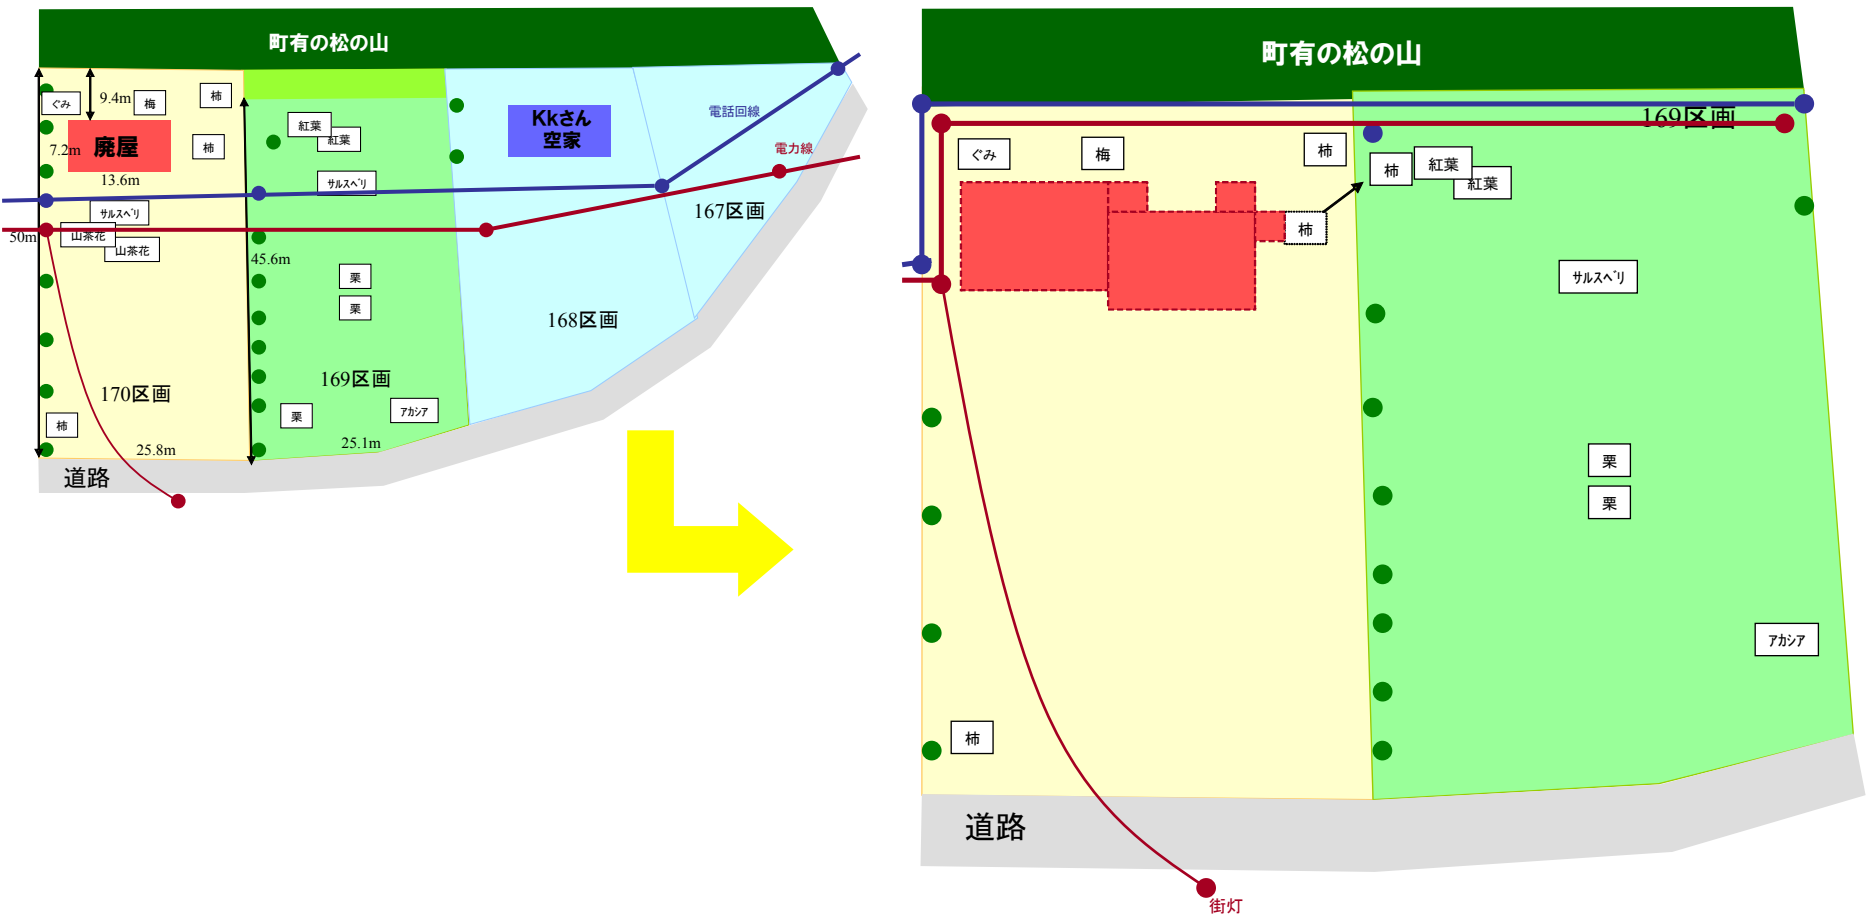 町有の松の山
ぐみ
9.4m
梅
柿
7.2m
廃屋
柿
13.6m
紅葉
紅葉
サルスベリ
サルスベリ
50m
山茶花
山茶花
45.6m
栗
栗
170区画
169区画
柿
栗
アカシア
25.8m
25.1m
道路
Kkさん
空家
電話回線
電力線
167区画
168区画
町有の松の山
169区画
ぐみ
梅
柿
柿
紅葉
紅葉
柿
サルスベリ
栗
栗
アカシア
柿
道路
街灯